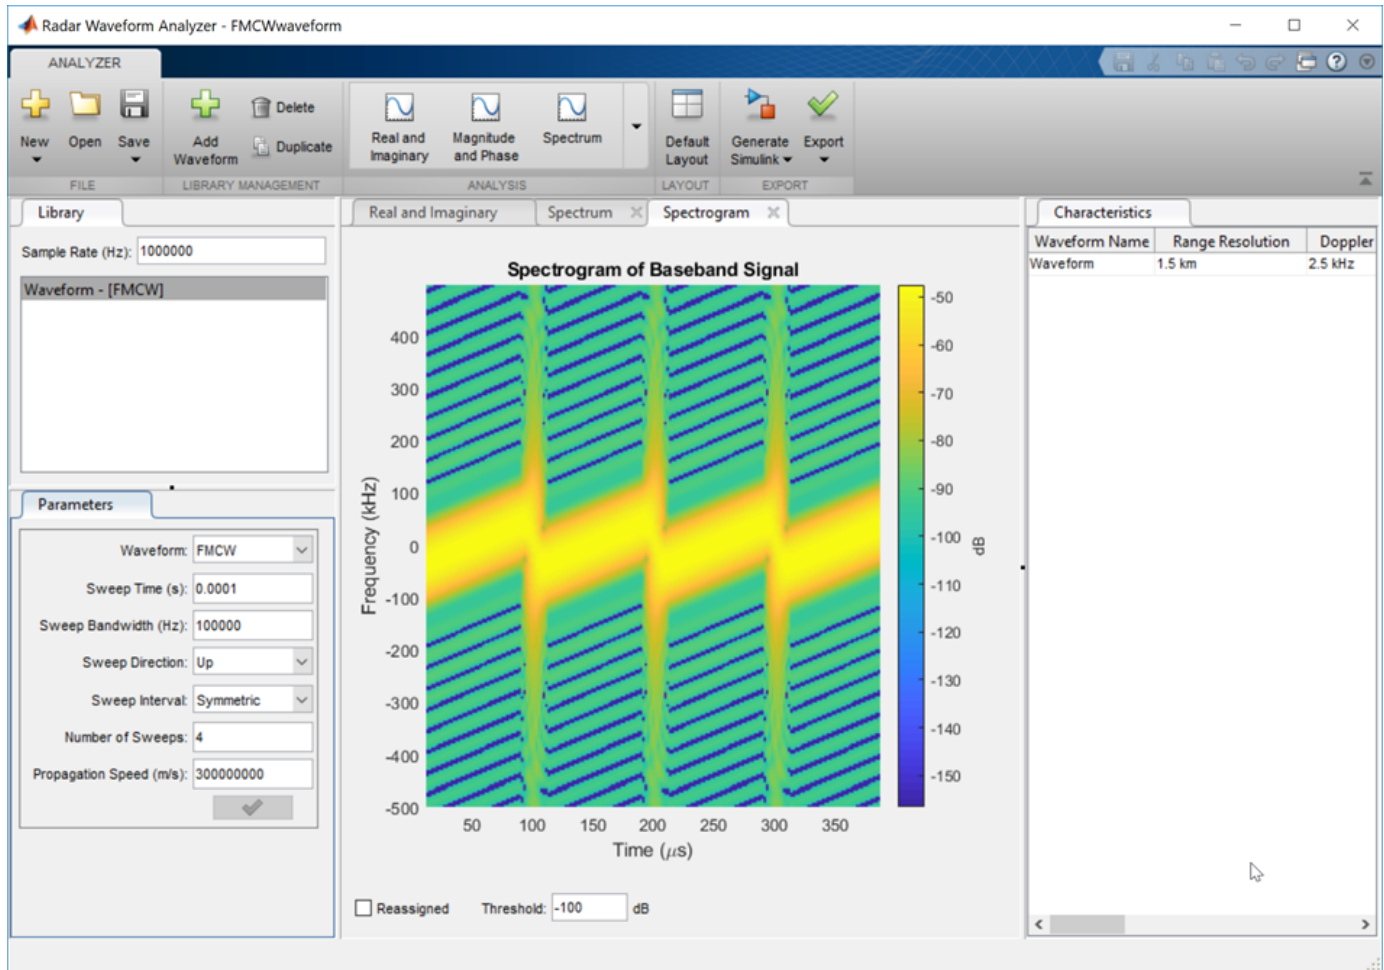 Radar Waveform Analyzer - FMCWwaveform
ANALYZER
New
Open
Save
Add
Waveform
Delete
Duplicate
Real and
Imaginary
Magnitude
and Phase
Spectrum
Default
Layout
Generate
Simulink
Export
FILE
LIBRARY MANAGEMENT
ANALYSIS
LAYOUT
EXPORT
Library
Sample Rate (Hz): 1000000
Waveform - [FMCW]
Parameters
Waveform: FMCW
Sweep Time (s): 0.0001
Sweep Bandwidth (Hz): 100000
Sweep Direction: Up
Sweep Interval: Symmetric
Number of Sweeps: 4
Propagation Speed (m/s): 300000000
Real and Imaginary
Spectrum
Spectrogram
Spectrogram of Baseband Signal
Frequency (kHz)
400
300
200
100
0
-100
-200
-300
-400
-500
50 100 150 200 250 300 350
Time (μs)
-50
-60
-70
-80
-90
-100
-110
-120
-130
-140
-150
dB
Reassigned
Threshold: -100 dB
Characteristics
Waveform Name Range Resolution Doppler
Waveform 1.5 km 2.5 kHz